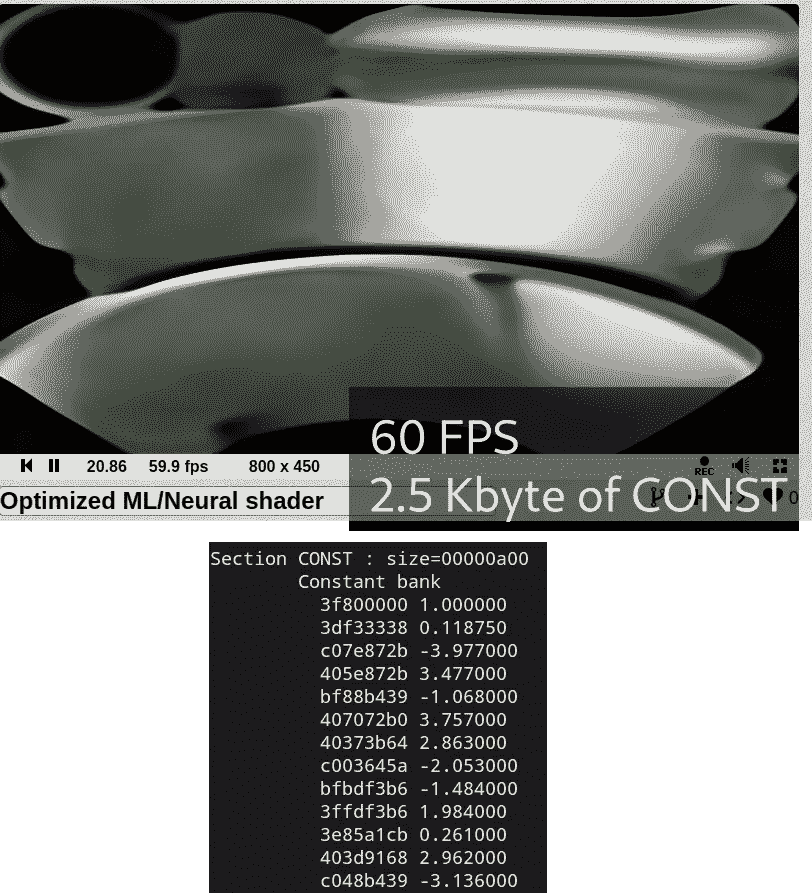 60 FPS
20.86 59.9 fps 800 x 450
REC
Optimized ML/Neural shader
2.5 Kbyte of CONST
0
Section CONST : size=00000a00
Constant bank
3f800000 1.000000
3df33338 0.118750
c07e872b -3.977000
405e872b 3.477000
bf88b439 -1.068000
407072b0 3.757000
40373b64 2.863000
c003645a -2.053000
bfbdf3b6 -1.484000
3ffdf3b6 1.984000
3e85a1cb 0.261000
403d9168 2.962000
c048b439 -3.136000